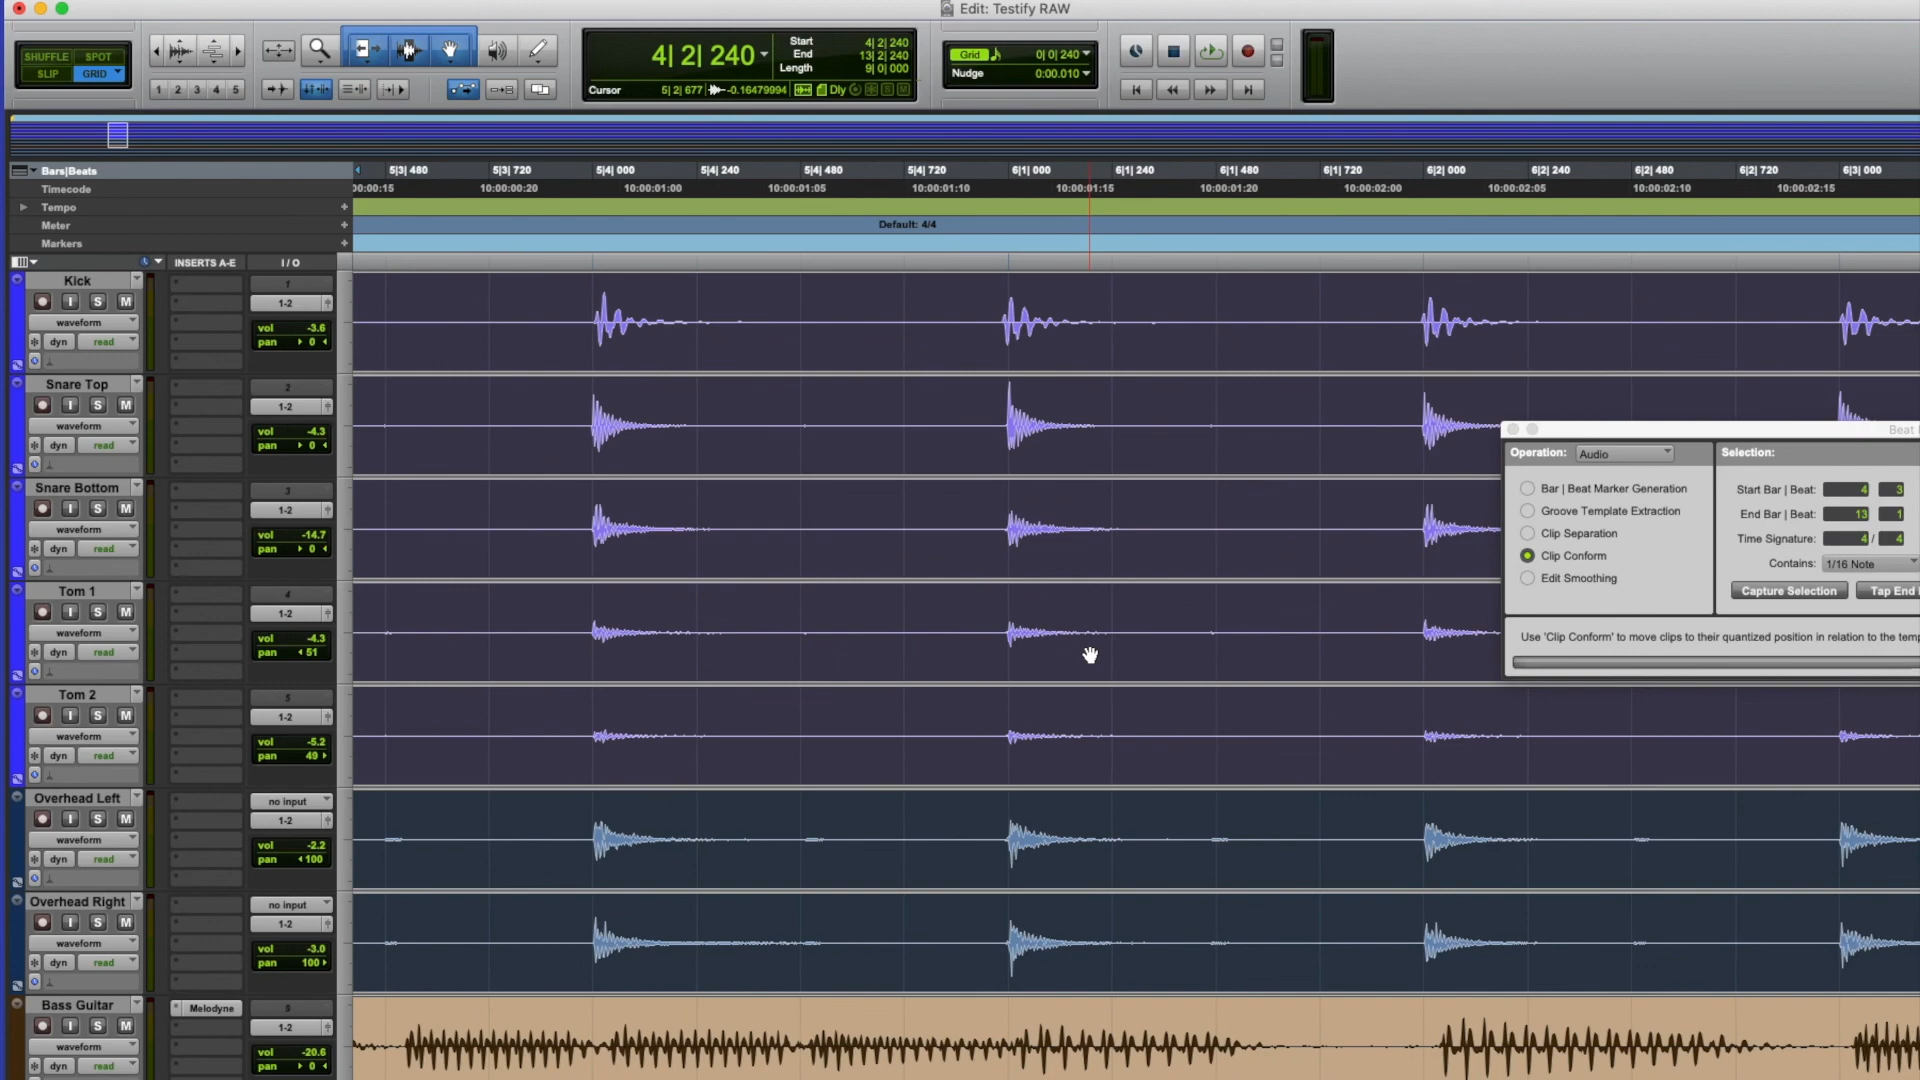 Edit: Testify RAW
SHUFFLE SPOT
SLIP GRID
1 2 3 4 5
4| 2| 240
Start 4| 2| 240
End 13| 2| 240
Length 9| 0| 000
Cursor 5| 2| 677 -0.16479994 Dly S M
Grid 0| 0| 240
Nudge 0:00.010
Bars|Beats 5|3| 480 5|3| 720 5|4| 000 5|4| 240 5|4| 480 5|4| 720 6|1| 000 6|1| 240 6|1| 480 6|1| 720 6|2| 000 6|2| 240 6|2| 480 6|2| 720 6|3| 000
Timecode 00:00:15 10:00:00:20 10:00:01:00 10:00:01:05 10:00:01:10 10:00:01:15 10:00:01:20 10:00:02:00 10:00:02:05 10:00:02:10 10:00:02:15
Tempo +
Meter + Default: 4/4
Markers +
INSERTS A-E I / O
Kick 1
I S M 1-2
waveform vol -3.6
dyn read pan 0
Snare Top 2
I S M 1-2
waveform vol -4.3
dyn read pan 0
Snare Bottom 3
I S M 1-2
waveform vol -14.7
dyn read pan 0
Tom 1 4
I S M 1-2
waveform vol -4.3
dyn read pan 51
Tom 2 5
I S M 1-2
waveform vol -5.2
dyn read pan 49
Overhead Left no input
I S M 1-2
waveform vol -2.2
dyn read pan 100
Overhead Right no input
I S M 1-2
waveform vol -3.0
dyn read pan 100
Bass Guitar Melodyne
I S M 1-2
waveform vol -20.6
dyn read pan 0
Beat
Operation: Audio
Bar | Beat Marker Generation
Groove Template Extraction
Clip Separation
Clip Conform
Edit Smoothing
Selection:
Start Bar | Beat: 4 3
End Bar | Beat: 13 1
Time Signature: 4 / 4
Contains: 1/16 Note
Capture Selection Tap End
Use 'Clip Conform' to move clips to their quantized position in relation to the temp